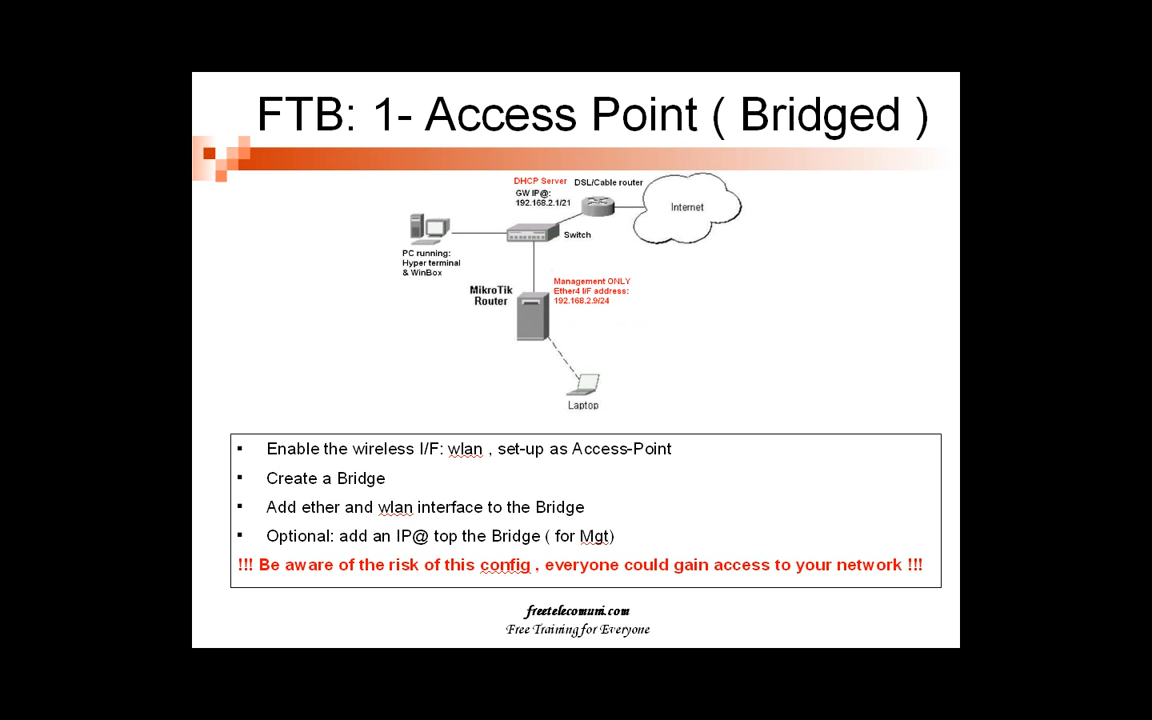 FTB: 1- Access Point ( Bridged )
DHCP Server
DSL/Cable router
GW IP@:
192.168.2.1/21
Internet
Switch
PC running:
Hyper terminal
& WinBox
MikroTik
Router
Management ONLY
Ether4 I/F address:
192.168.2.9/24
Laptop
▪ Enable the wireless I/F: wlan , set-up as Access-Point
▪ Create a Bridge
▪ Add ether and wlan interface to the Bridge
▪ Optional: add an IP@ top the Bridge ( for Mgt)
!!! Be aware of the risk of this config , everyone could gain access to your network !!!
freetelecomuni.com
Free Training for Everyone